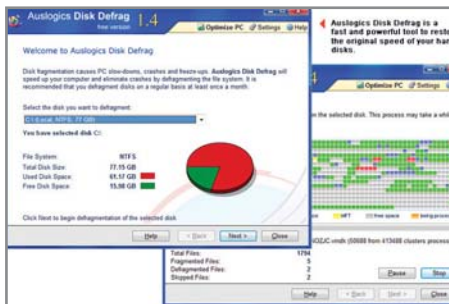 Auslogics Disk Defrag 1.4
free version
Optimize PC Settings Help
Welcome to Auslogics Disk Defrag
Disk fragmentation causes PC slow-downs, crashes and freeze-ups. Auslogics Disk Defrag will
speed up your computer and eliminate crashes by defragmenting the file system. It is
recommended that you defragment disks on a regular basis at least once a month.
Select the disk you want to defragment:
C:\ (Local, NTFS, 77 GB)
You have selected disk C:
File System: NTFS
Total Disk Size: 77.15 GB
Used Disk Space: 61.17 GB
Free Disk Space: 15.98 GB
Click Next to begin defragmentation of the selected disk
Help < Back Next > Close
Auslogics Disk Defrag is a
fast and powerful tool to resto
the original speed of your har
disks.
Optimize PC Settings
on the selected disk. This process may take a whil
MFT free space being proces
Total Files: 1794
Fragmented Files: 5
Defragmented Files: 2
Skipped Files: 2
Pause Stop
Help < Back Next > Close